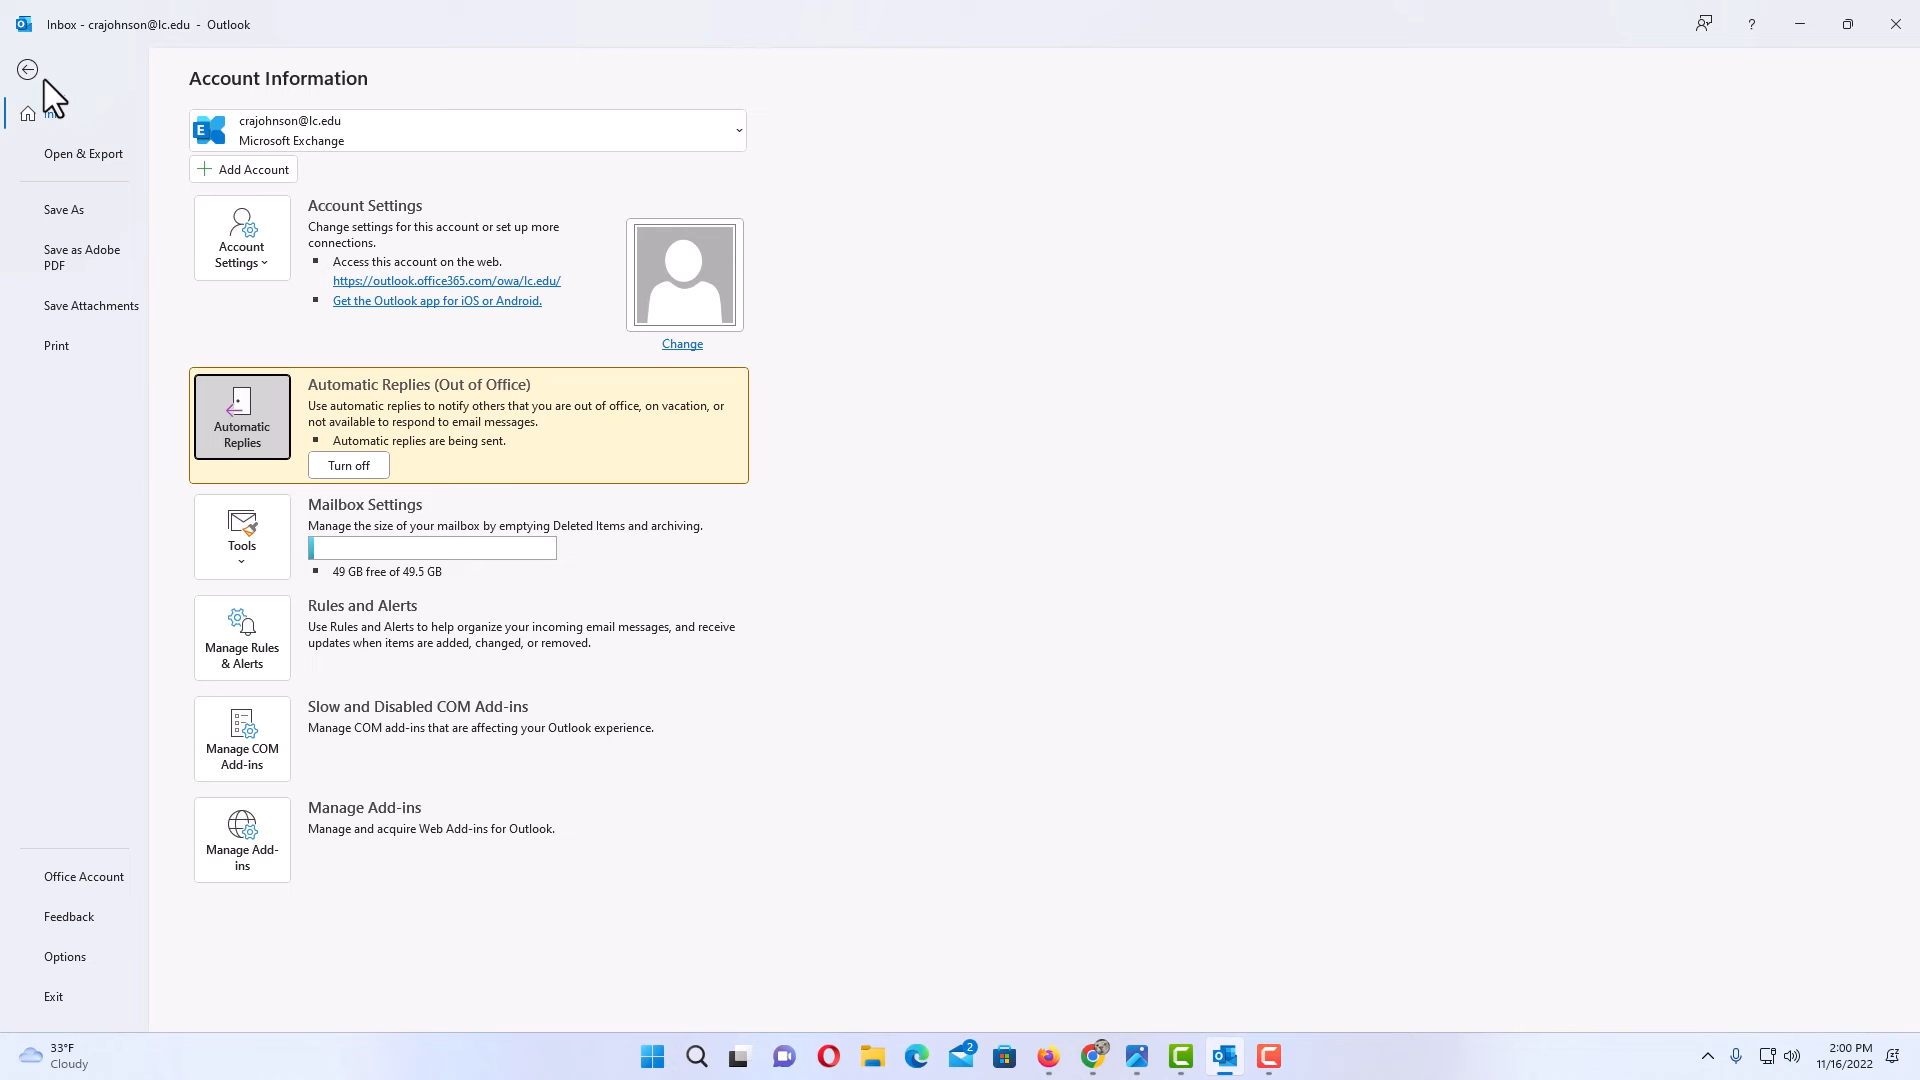 Inbox - crajohnson@lc.edu - Outlook
?
Account Information
crajohnson@lc.edu
Microsoft Exchange
Add Account
Open & Export
Save As
Save as Adobe
PDF
Save Attachments
Print
Account
Settings
Account Settings
Change settings for this account or set up more
connections.
Access this account on the web.
https://outlook.office365.com/owa/lc.edu/
Get the Outlook app for iOS or Android.
Change
Automatic
Replies
Automatic Replies (Out of Office)
Use automatic replies to notify others that you are out of office, on vacation, or
not available to respond to email messages.
Automatic replies are being sent.
Turn off
Tools
Mailbox Settings
Manage the size of your mailbox by emptying Deleted Items and archiving.
49 GB free of 49.5 GB
Manage Rules
& Alerts
Rules and Alerts
Use Rules and Alerts to help organize your incoming email messages, and receive
updates when items are added, changed, or removed.
Manage COM
Add-ins
Slow and Disabled COM Add-ins
Manage COM add-ins that are affecting your Outlook experience.
Manage Add-
ins
Manage Add-ins
Manage and acquire Web Add-ins for Outlook.
Office Account
Feedback
Options
Exit
33°F
Cloudy
2
2:00 PM
11/16/2022